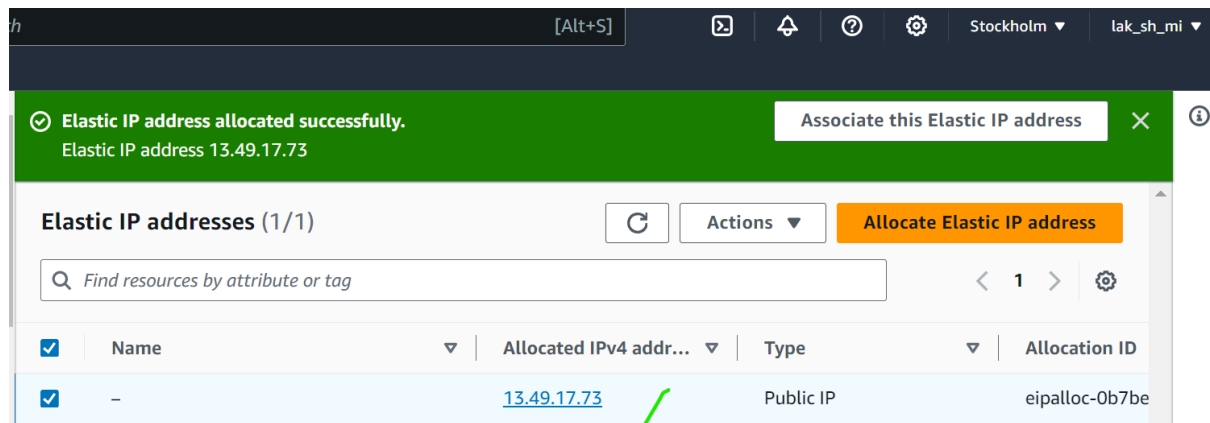 [Alt+S] Stockholm ▼ lak_sh_mi ▼
Elastic IP address allocated successfully.
Elastic IP address 13.49.17.73
Associate this Elastic IP address
Elastic IP addresses (1/1) Actions ▼ Allocate Elastic IP address
Find resources by attribute or tag 1
Name Allocated IPv4 addr... Type Allocation ID
– 13.49.17.73 Public IP eipalloc-0b7be